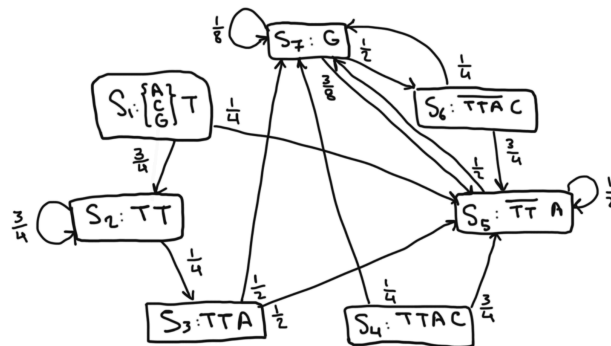 1/8
S₇: G
1/2
3/8
1/4
S₆: T̅T̅A̅ C
S₁: {A C G} T
1/4
3/4
3/4
1/2
S₂: TT
3/4
S₅: T̅T̅ A
1/4
S₃: TTA
1/2
1/2
1/4
S₄: TTAC
3/4